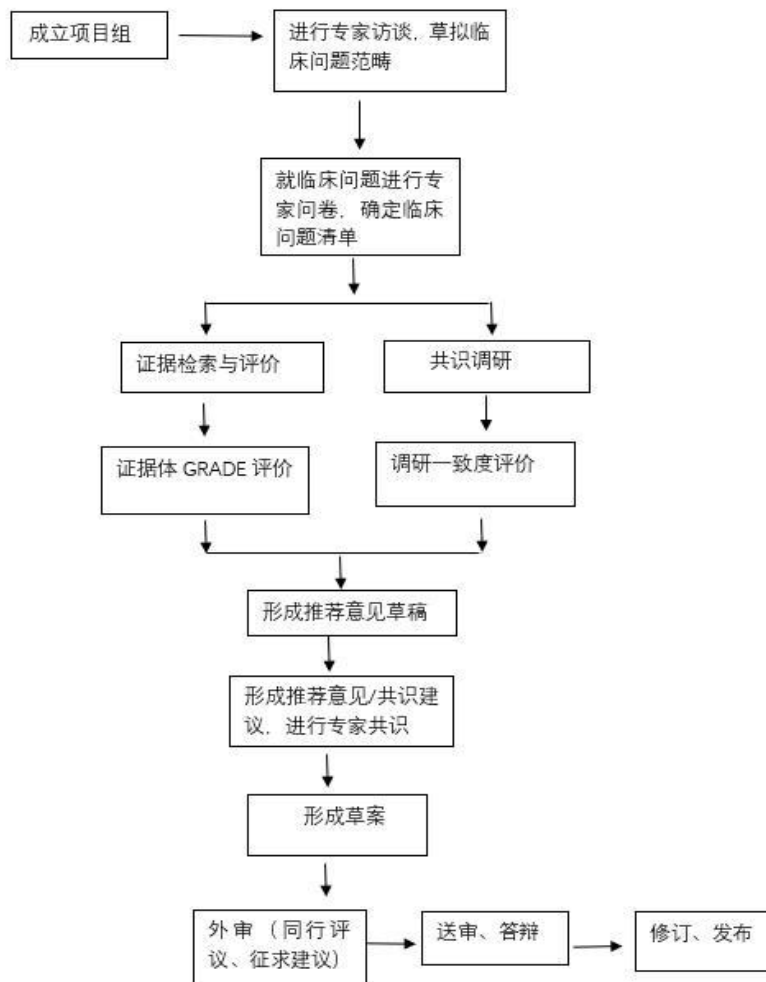 成立项目组
进行专家访谈，草拟临
床问题范畴
就临床问题进行专
家问卷，确定临床
问题清单
证据检索与评价
共识调研
证据体 GRADE 评价
调研一致度评价
形成推荐意见草稿
形成推荐意见/共识建
议，进行专家共识
形成草案
外审（同行评
议、征求建议）
送审、答辩
修订、发布